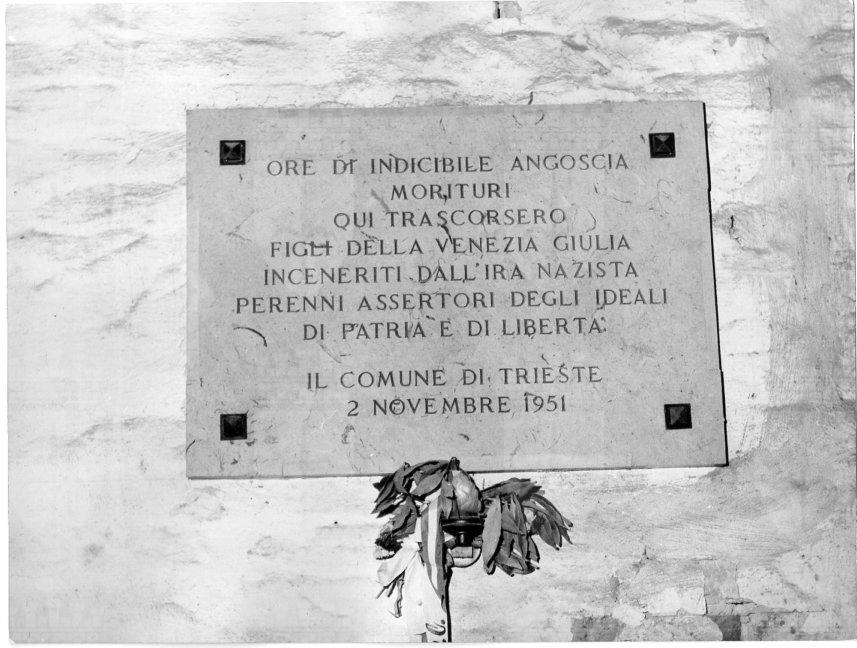 ORE DI INDICIBILE ANGOSCIA
MORITURI
QUI TRASCORSERO
FIGLI DELLA VENEZIA GIULIA
INCENERITI DALL'IRA NAZISTA
PERENNI ASSERTORI DEGLI IDEALI
DI PATRIA E DI LIBERTÀ.
IL COMUNE DI TRIESTE
2 NOVEMBRE 1951